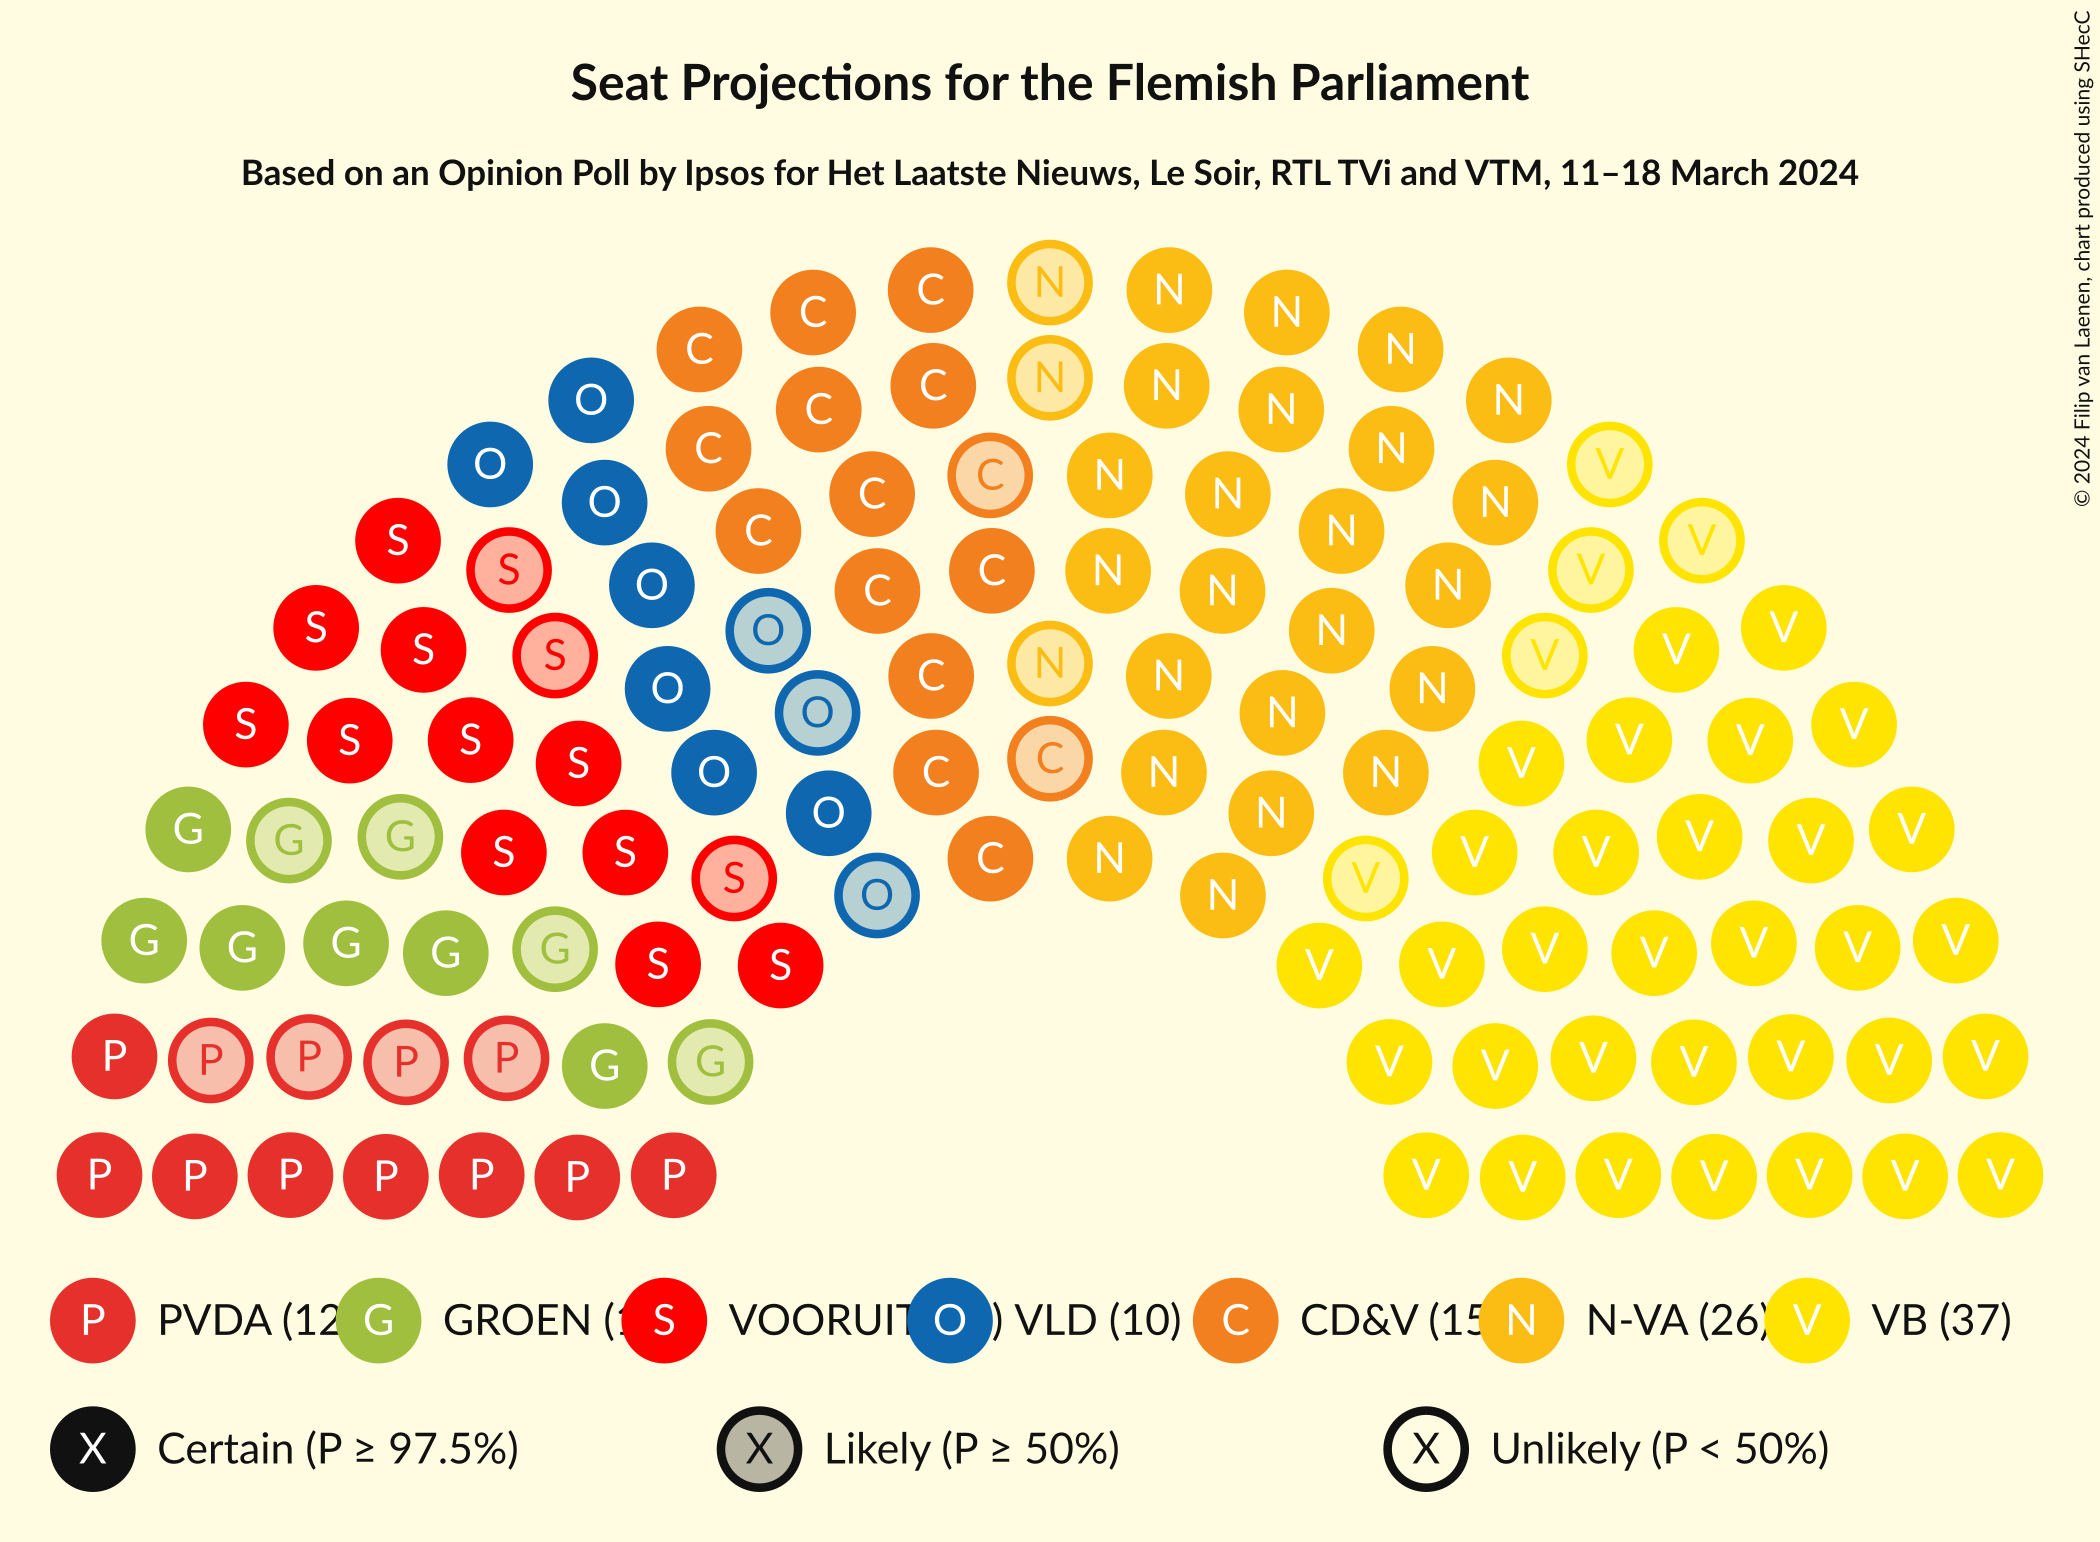 Seat Projections for the Flemish Parliament
Based on an Opinion Poll by Ipsos for Het Laatste Nieuws, Le Soir, RTL TVi and VTM, 11–18 March 2024
© 2024 Filip van Laenen, chart produced using SHecC
C C N N N
C C N N N
O C N N
O C C N N V
O C N N
S C N V
S O C C N N N V
S O N V
S S O C N N N V V
S S S O N V V V
S O C C N N V
G G G S S O C N N V V V V V
S O N V
G G G G G S S V V V V V V V
P P P P P G G V V V V V V V
P P P P P P P V V V V V V V
P PVDA (12 G GROEN ( S VOORUIT O ) VLD (10) C CD&V (15 N N-VA (26) V VB (37)
X Certain (P ≥ 97.5%) X Likely (P ≥ 50%) X Unlikely (P < 50%)